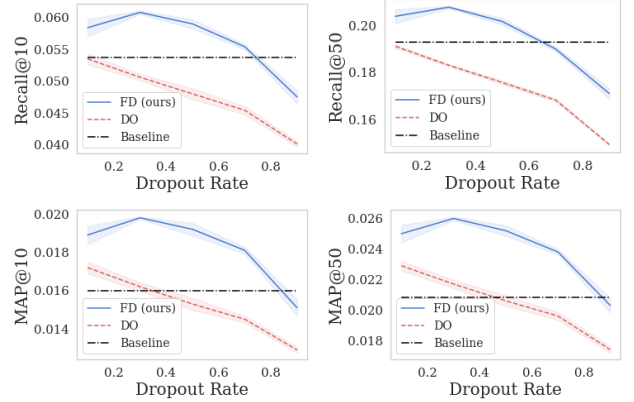 Recall@10
0.060
0.055
0.050
0.045
0.040
FD (ours)
DO
Baseline
0.2 0.4 0.6 0.8
Dropout Rate
Recall@50
0.20
0.18
0.16
FD (ours)
DO
Baseline
0.2 0.4 0.6 0.8
Dropout Rate
MAP@10
0.020
0.018
0.016
0.014
FD (ours)
DO
Baseline
0.2 0.4 0.6 0.8
Dropout Rate
MAP@50
0.026
0.024
0.022
0.020
0.018
FD (ours)
DO
Baseline
0.2 0.4 0.6 0.8
Dropout Rate